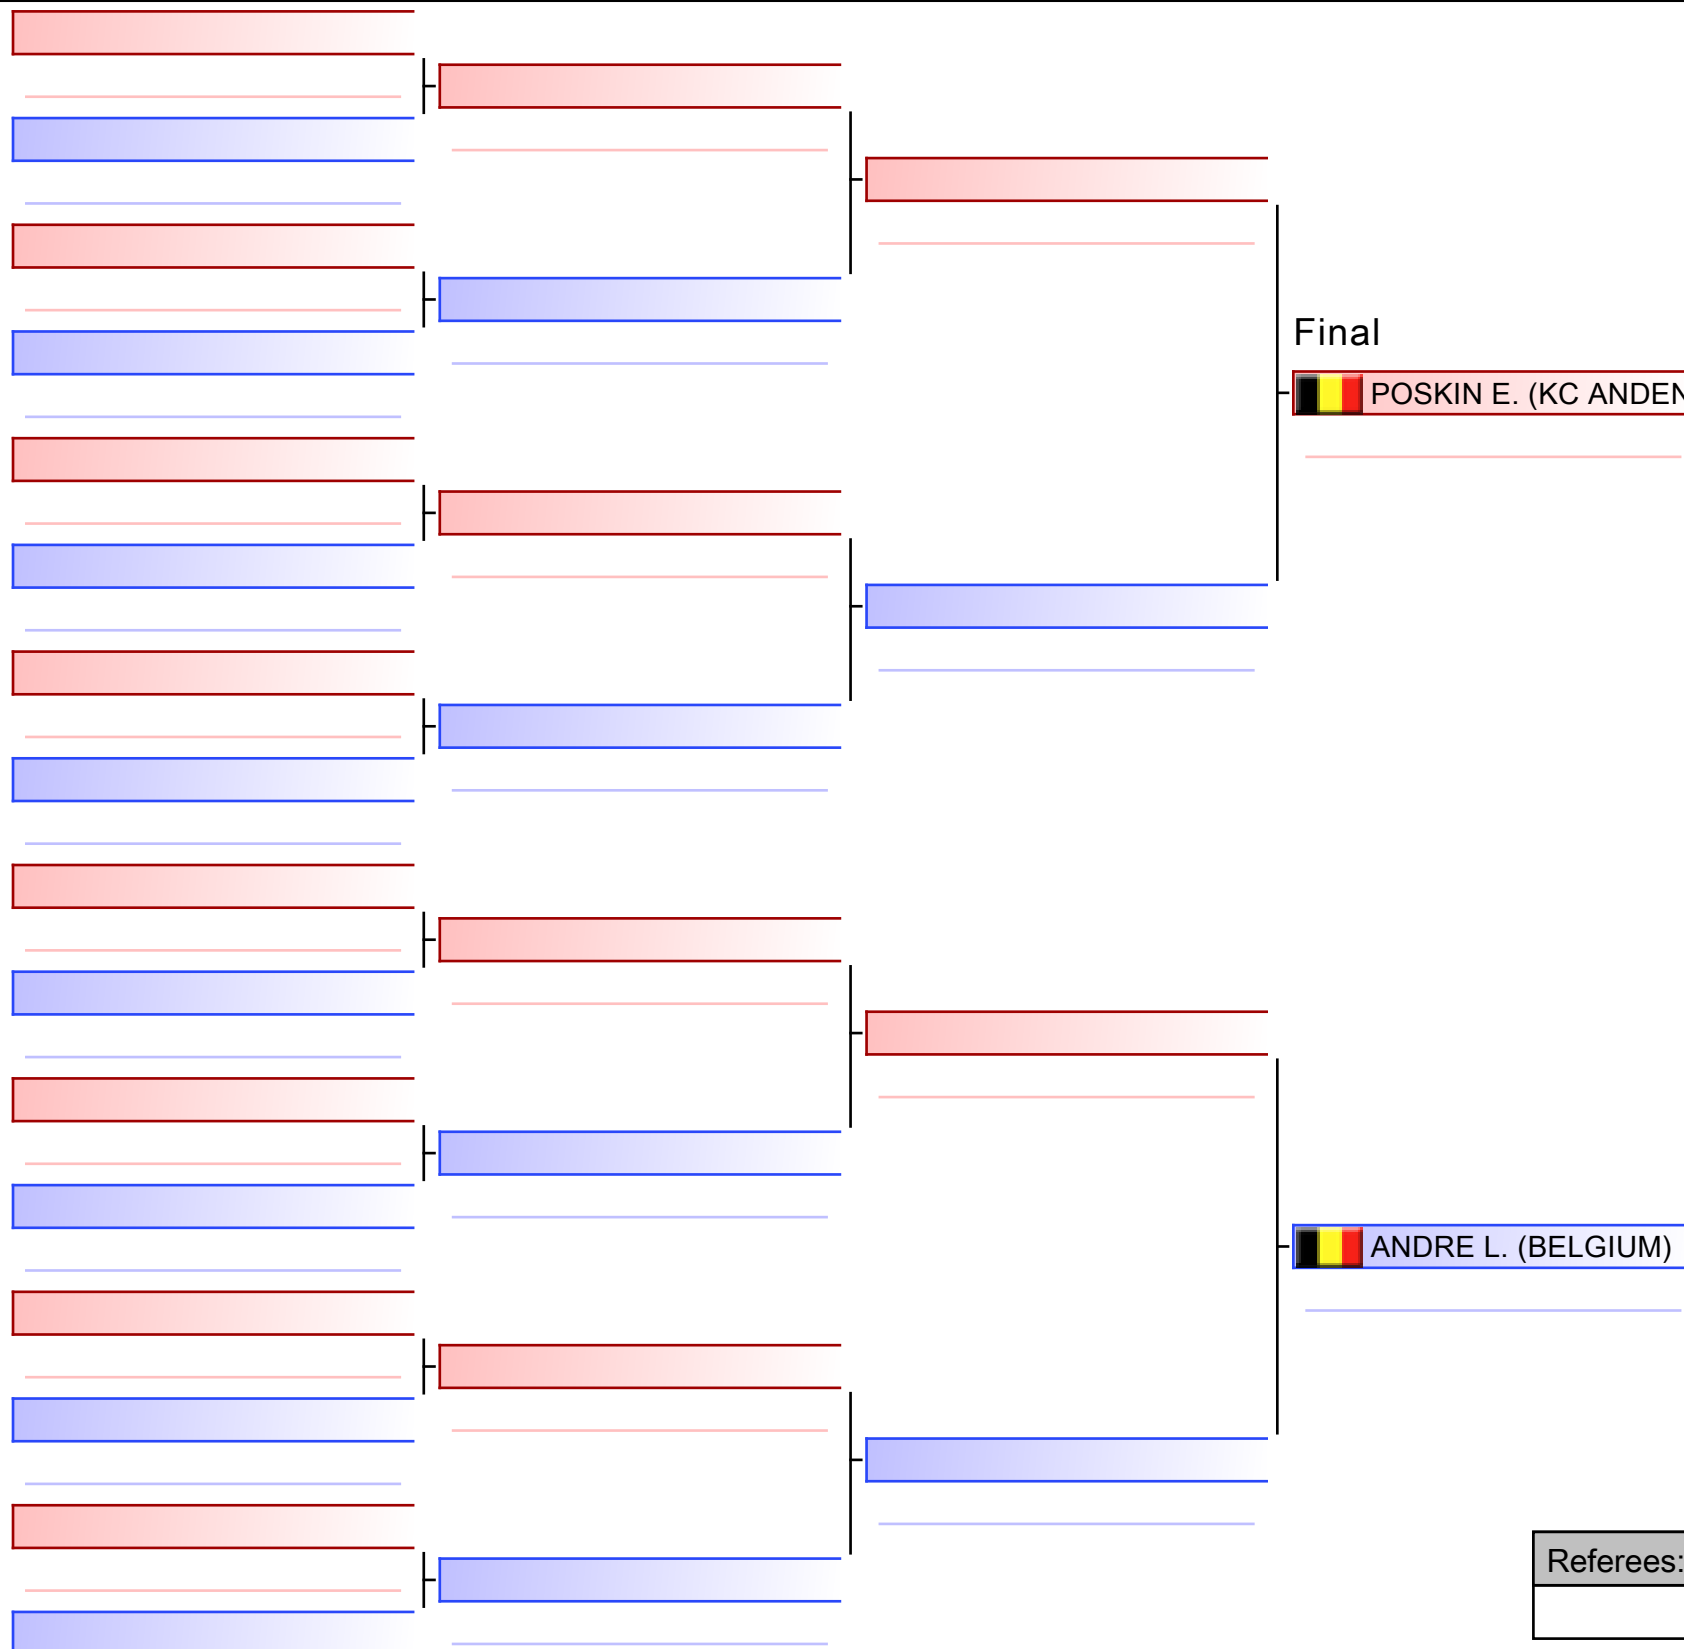 Final
POSKIN E. (KC ANDEN
ANDRE L. (BELGIUM)
Referees: